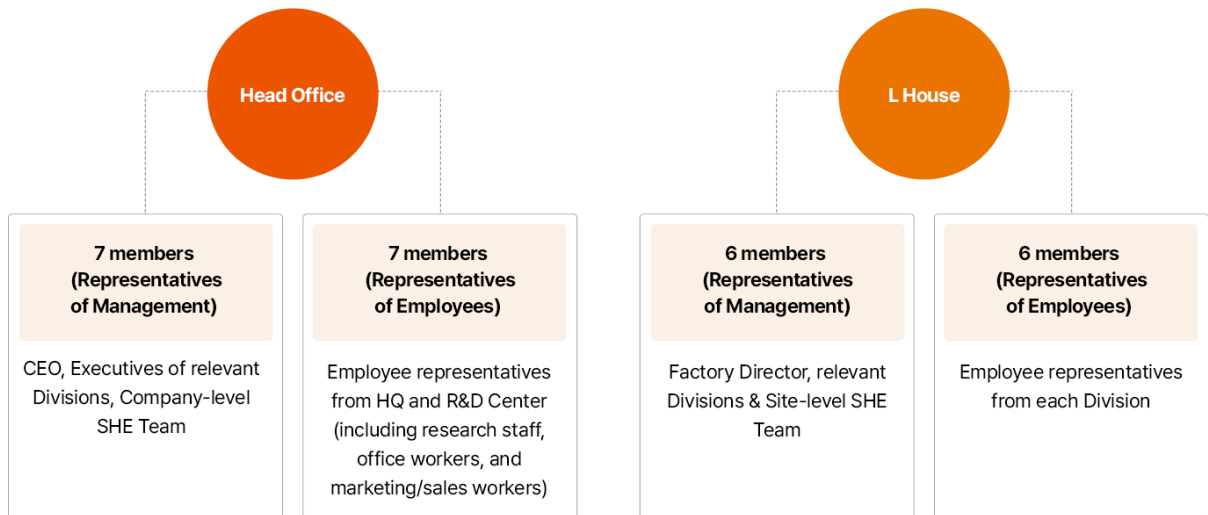 Head Office
7 members
(Representatives
of Management)
CEO, Executives of relevant
Divisions, Company-level
SHE Team
7 members
(Representatives
of Employees)
Employee representatives
from HQ and R&D Center
(including research staff,
office workers, and
marketing/sales workers)
L House
6 members
(Representatives
of Management)
Factory Director, relevant
Divisions & Site-level SHE
Team
6 members
(Representatives
of Employees)
Employee representatives
from each Division